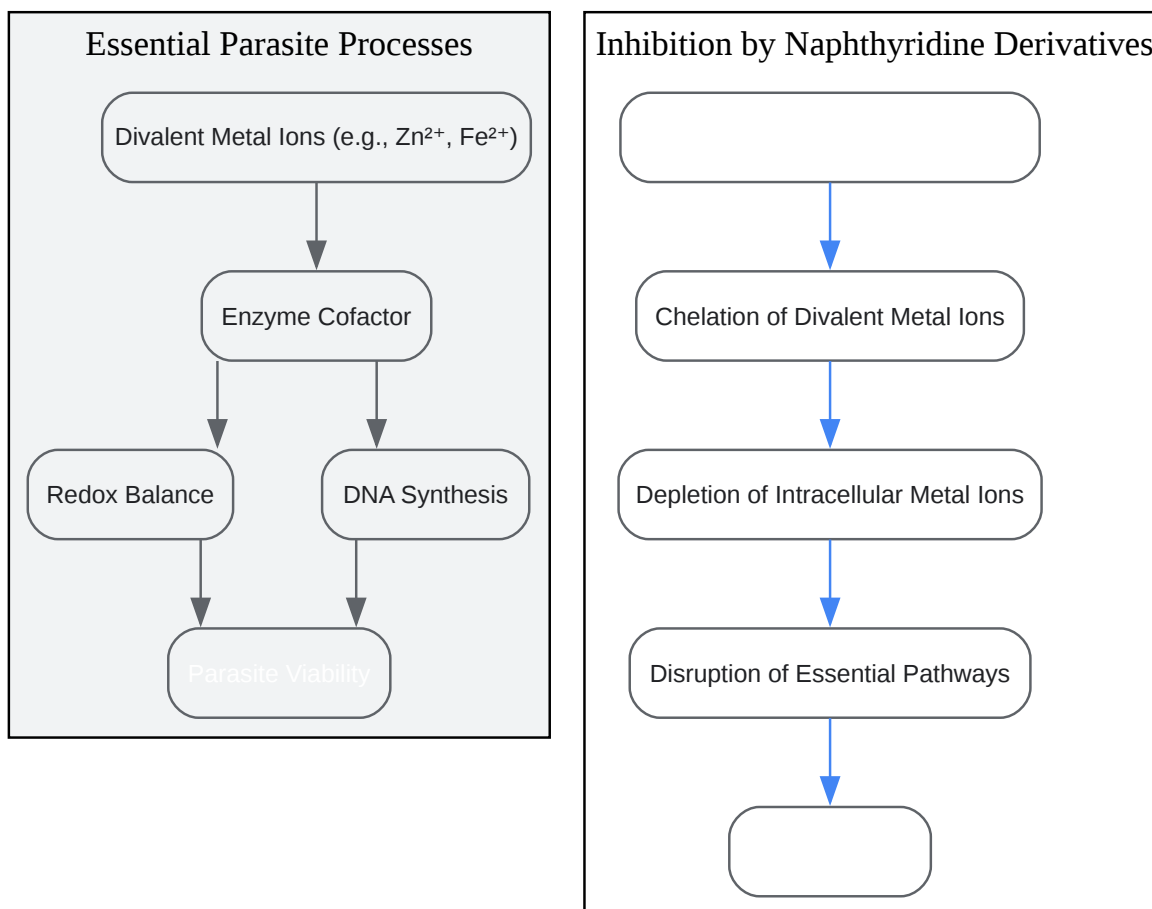 Essential Parasite Processes
Divalent Metal Ions (e.g., Zn²⁺, Fe²⁺)
Enzyme Cofactor
Redox Balance
DNA Synthesis
Parasite Viability
Inhibition by Naphthyridine Derivatives
Chelation of Divalent Metal Ions
Depletion of Intracellular Metal Ions
Disruption of Essential Pathways